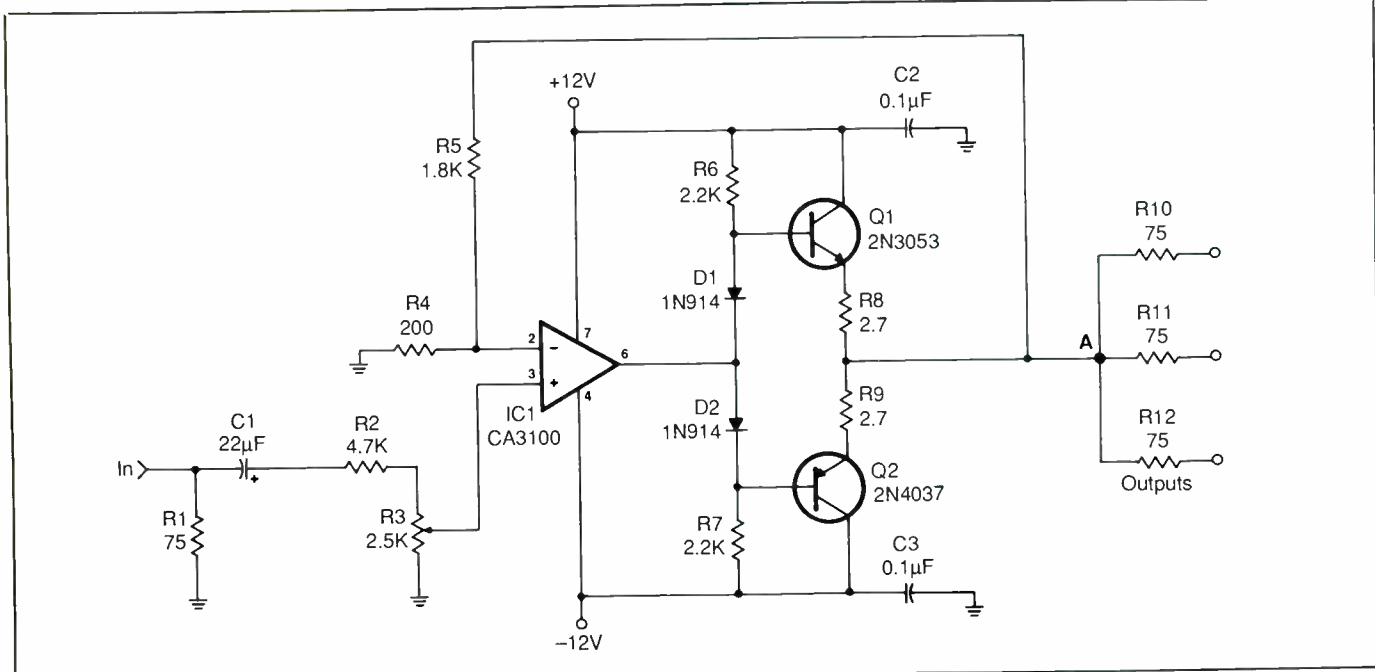 +12V
C2
0.1µF
R5
1.8K
R6
2.2K
Q1
2N3053
R10
75
D1
1N914
R4
200
R8
2.7
R11
75
A
2
7
−
6
3
+
4
IC1
CA3100
R9
2.7
D2
1N914
R12
75
Outputs
C1
22µF
+
R2
4.7K
In
Q2
2N4037
R1
75
R3
2.5K
R7
2.2K
C3
0.1µF
−12V